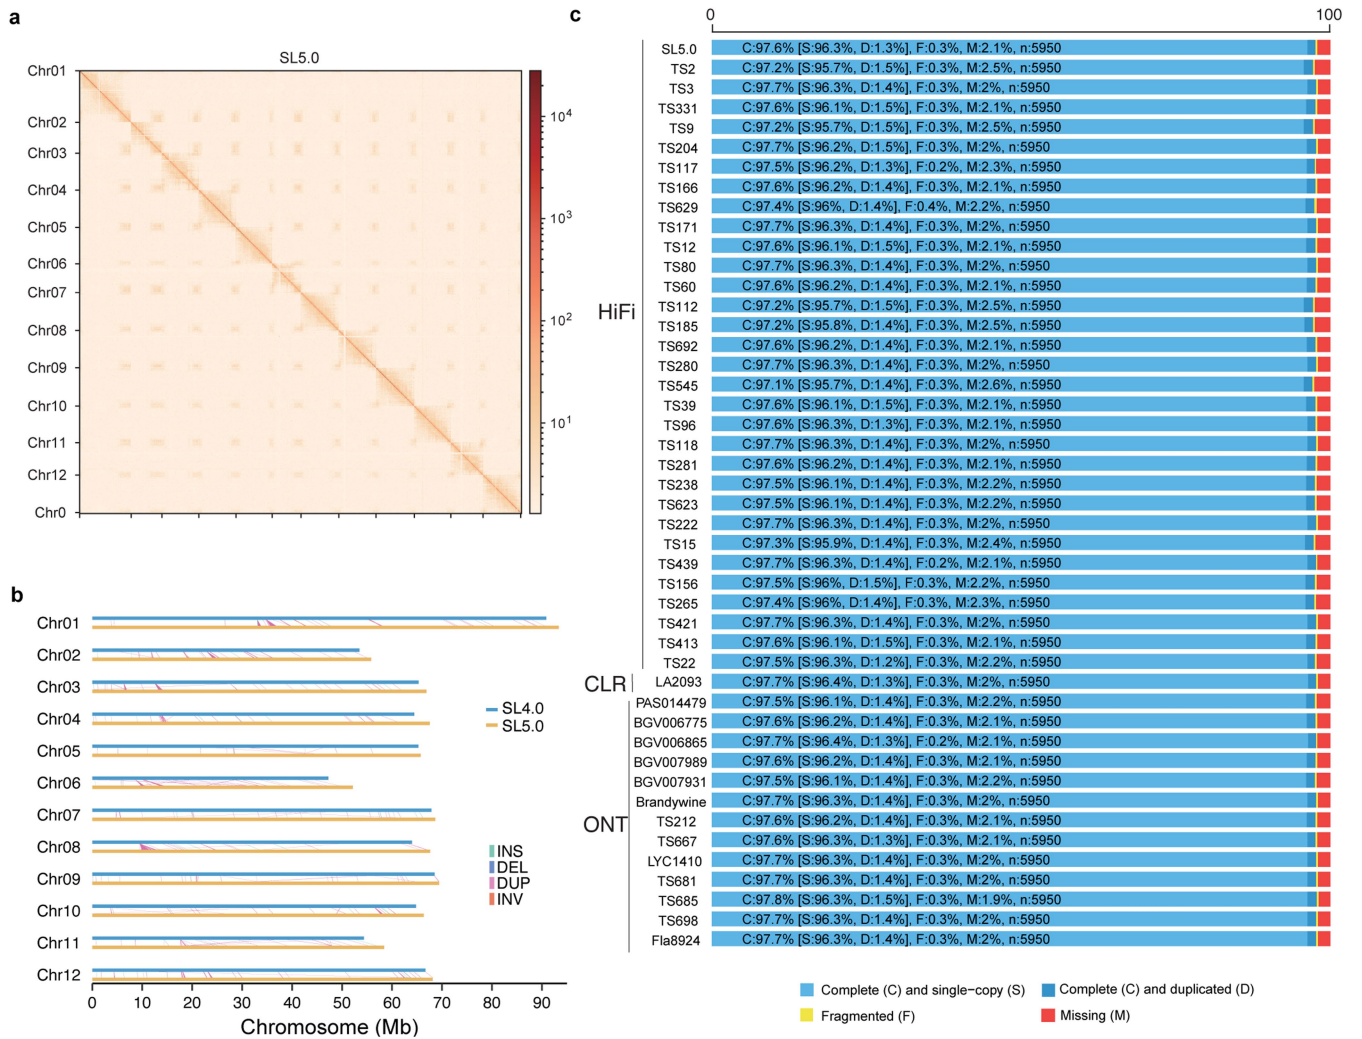 a
SL5.0
Chr01
Chr02
Chr03
Chr04
Chr05
Chr06
Chr07
Chr08
Chr09
Chr10
Chr11
Chr12
Chr0
10⁴
10³
10²
10¹
b
Chr01
Chr02
Chr03
Chr04
Chr05
Chr06
Chr07
Chr08
Chr09
Chr10
Chr11
Chr12
SL4.0
SL5.0
INS
DEL
DUP
INV
0 10 20 30 40 50 60 70 80 90
Chromosome (Mb)
c
0 100
HiFi
SL5.0 C:97.6% [S:96.3%, D:1.3%], F:0.3%, M:2.1%, n:5950
TS2 C:97.2% [S:95.7%, D:1.5%], F:0.3%, M:2.5%, n:5950
TS3 C:97.7% [S:96.3%, D:1.4%], F:0.3%, M:2%, n:5950
TS331 C:97.6% [S:96.1%, D:1.5%], F:0.3%, M:2.1%, n:5950
TS9 C:97.2% [S:95.7%, D:1.5%], F:0.3%, M:2.5%, n:5950
TS204 C:97.7% [S:96.2%, D:1.5%], F:0.3%, M:2%, n:5950
TS117 C:97.5% [S:96.2%, D:1.3%], F:0.2%, M:2.3%, n:5950
TS166 C:97.6% [S:96.2%, D:1.4%], F:0.3%, M:2.1%, n:5950
TS629 C:97.4% [S:96%, D:1.4%], F:0.4%, M:2.2%, n:5950
TS171 C:97.7% [S:96.3%, D:1.4%], F:0.3%, M:2%, n:5950
TS12 C:97.6% [S:96.1%, D:1.5%], F:0.3%, M:2.1%, n:5950
TS80 C:97.7% [S:96.3%, D:1.4%], F:0.3%, M:2%, n:5950
TS60 C:97.6% [S:96.2%, D:1.4%], F:0.3%, M:2.1%, n:5950
TS112 C:97.2% [S:95.7%, D:1.5%], F:0.3%, M:2.5%, n:5950
TS185 C:97.2% [S:95.8%, D:1.4%], F:0.3%, M:2.5%, n:5950
TS692 C:97.6% [S:96.2%, D:1.4%], F:0.3%, M:2.1%, n:5950
TS280 C:97.7% [S:96.3%, D:1.4%], F:0.3%, M:2%, n:5950
TS545 C:97.1% [S:95.7%, D:1.4%], F:0.3%, M:2.6%, n:5950
TS39 C:97.6% [S:96.1%, D:1.5%], F:0.3%, M:2.1%, n:5950
TS96 C:97.6% [S:96.3%, D:1.3%], F:0.3%, M:2.1%, n:5950
TS118 C:97.7% [S:96.3%, D:1.4%], F:0.3%, M:2%, n:5950
TS281 C:97.6% [S:96.2%, D:1.4%], F:0.3%, M:2.1%, n:5950
TS238 C:97.5% [S:96.1%, D:1.4%], F:0.3%, M:2.2%, n:5950
TS623 C:97.5% [S:96.1%, D:1.4%], F:0.3%, M:2.2%, n:5950
TS222 C:97.7% [S:96.3%, D:1.4%], F:0.3%, M:2%, n:5950
TS15 C:97.3% [S:95.9%, D:1.4%], F:0.3%, M:2.4%, n:5950
TS439 C:97.7% [S:96.3%, D:1.4%], F:0.2%, M:2.1%, n:5950
TS156 C:97.5% [S:96%, D:1.5%], F:0.3%, M:2.2%, n:5950
TS265 C:97.4% [S:96%, D:1.4%], F:0.3%, M:2.3%, n:5950
TS421 C:97.7% [S:96.3%, D:1.4%], F:0.3%, M:2%, n:5950
TS413 C:97.6% [S:96.1%, D:1.5%], F:0.3%, M:2.1%, n:5950
TS22 C:97.5% [S:96.3%, D:1.2%], F:0.3%, M:2.2%, n:5950
CLR
LA2093 C:97.7% [S:96.4%, D:1.3%], F:0.3%, M:2%, n:5950
ONT
PAS014479 C:97.5% [S:96.1%, D:1.4%], F:0.3%, M:2.2%, n:5950
BGV006775 C:97.6% [S:96.2%, D:1.4%], F:0.3%, M:2.1%, n:5950
BGV006865 C:97.7% [S:96.4%, D:1.3%], F:0.2%, M:2.1%, n:5950
BGV007989 C:97.6% [S:96.2%, D:1.4%], F:0.3%, M:2.1%, n:5950
BGV007931 C:97.5% [S:96.1%, D:1.4%], F:0.3%, M:2.2%, n:5950
Brandywine C:97.7% [S:96.3%, D:1.4%], F:0.3%, M:2%, n:5950
TS212 C:97.6% [S:96.2%, D:1.4%], F:0.3%, M:2.1%, n:5950
TS667 C:97.6% [S:96.3%, D:1.3%], F:0.3%, M:2.1%, n:5950
LYC1410 C:97.7% [S:96.3%, D:1.4%], F:0.3%, M:2%, n:5950
TS681 C:97.7% [S:96.3%, D:1.4%], F:0.3%, M:2%, n:5950
TS685 C:97.8% [S:96.3%, D:1.5%], F:0.3%, M:1.9%, n:5950
TS698 C:97.7% [S:96.3%, D:1.4%], F:0.3%, M:2%, n:5950
Fla8924 C:97.7% [S:96.3%, D:1.4%], F:0.3%, M:2%, n:5950
Complete (C) and single−copy (S) Complete (C) and duplicated (D)
Fragmented (F) Missing (M)